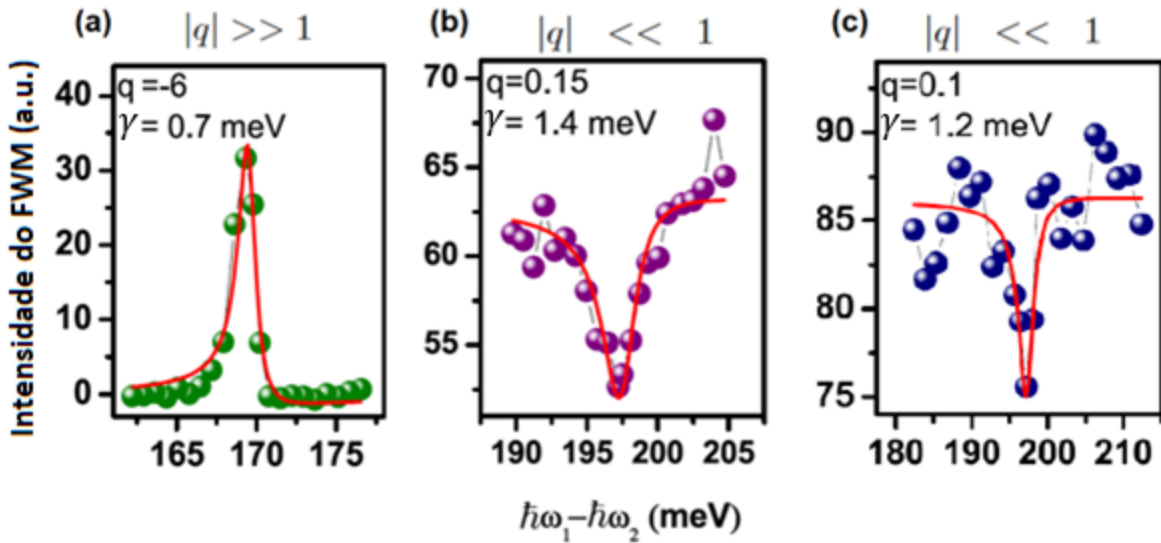 (a) |q| >> 1
(b) |q| << 1
(c) |q| << 1
Intensidade do FWM (a.u.)
q =-6
γ = 0.7 meV
40
30
20
10
0
165 170 175
q=0.15
γ = 1.4 meV
70
65
60
55
190 195 200 205
q=0.1
γ = 1.2 meV
90
85
80
75
180 190 200 210
ħω₁–ħω₂ (meV)